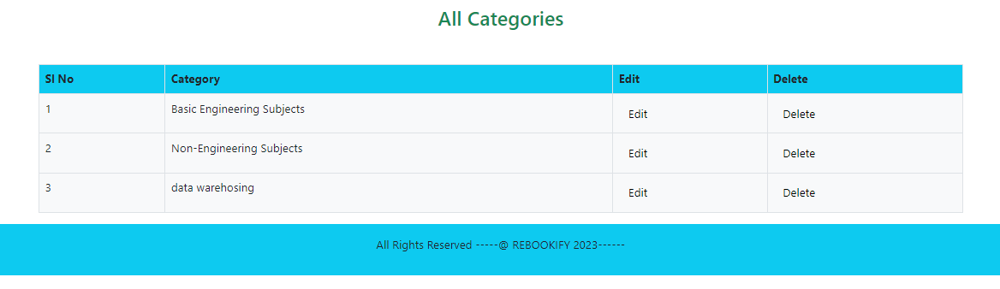 All Categories
Sl No Category Edit Delete
1 Basic Engineering Subjects Edit Delete
2 Non-Engineering Subjects Edit Delete
3 data warehosing Edit Delete
All Rights Reserved -----@ REBOOKIFY 2023------